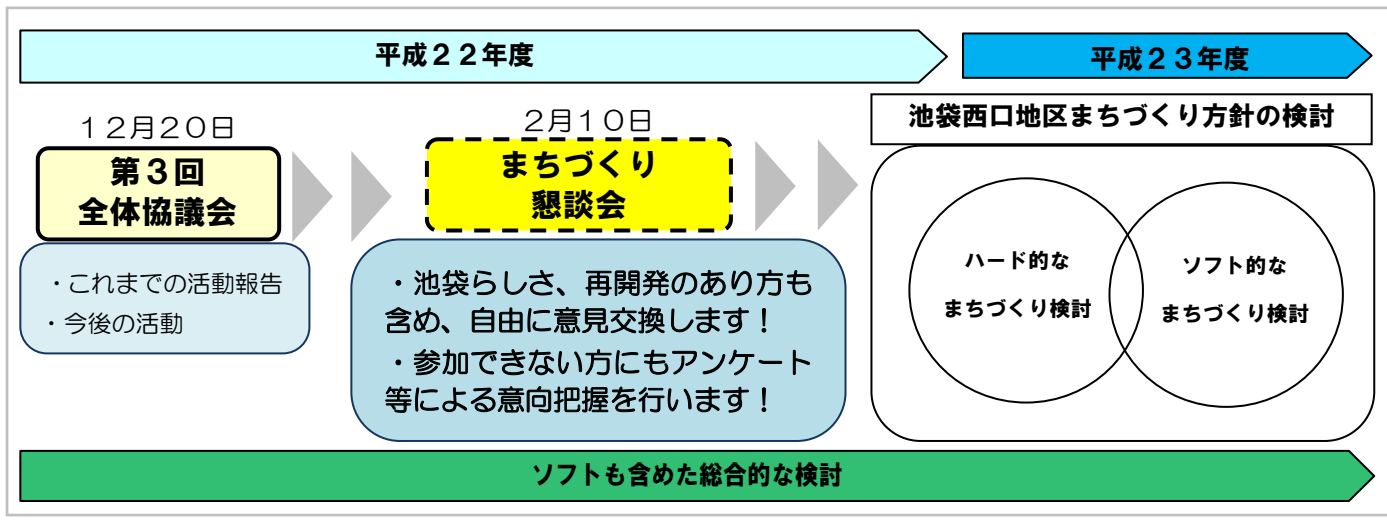 平成２２年度
平成２３年度
１２月２０日
第３回
全体協議会
・これまでの活動報告
・今後の活動
２月１０日
まちづくり
懇談会
・池袋らしさ、再開発のあり方も
含め、自由に意見交換します！
・参加できない方にもアンケート
等による意向把握を行います！
池袋西口地区まちづくり方針の検討
ハード的な
まちづくり検討
ソフト的な
まちづくり検討
ソフトも含めた総合的な検討